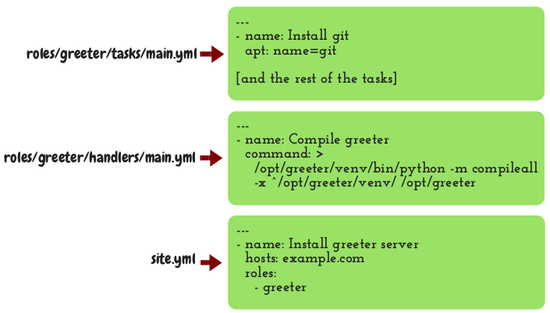 roles/greeter/tasks/main.yml
---
- name: Install git
apt: name=git
[and the rest of the tasks]
roles/greeter/handlers/main.yml
---
- name: Compile greeter
command: >
/opt/greeter/venv/bin/python -m compileall
-x ^/opt/greeter/venv/ /opt/greeter
site.yml
---
- name: Install greeter server
hosts: example.com
roles:
- greeter